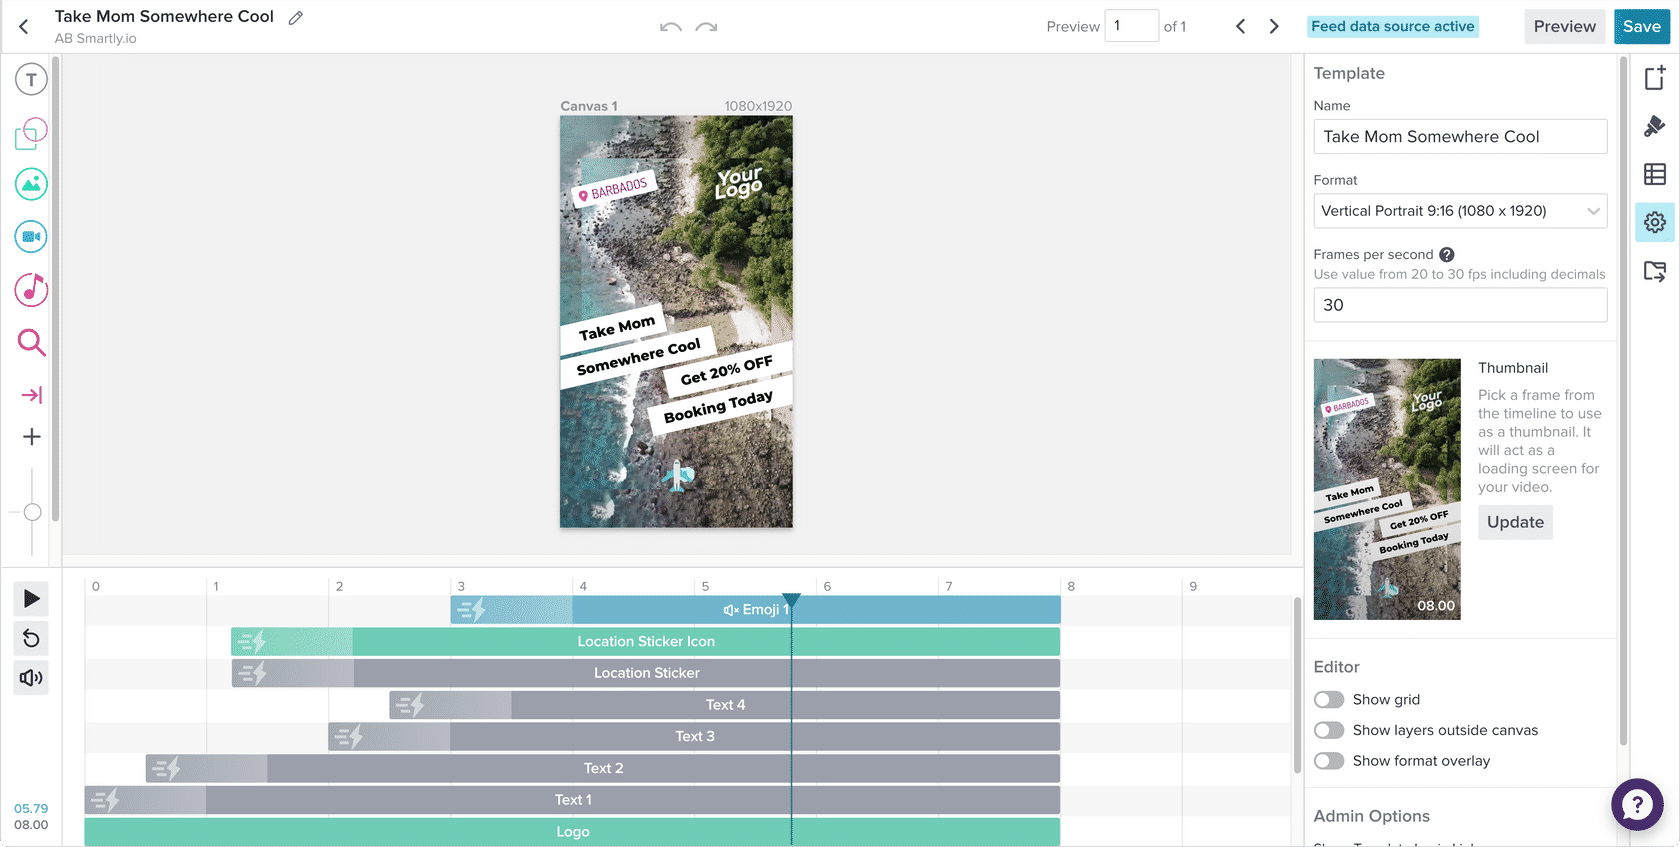 Take Mom Somewhere Cool
AB Smartly.io
Preview 1 of 1
Feed data source active
Preview
Save
T
Canvas 1
1080x1920
BARBADOS
Your
Logo
Take Mom
Somewhere Cool
Get 20% OFF
Booking Today
Template
Name
Take Mom Somewhere Cool
Format
Vertical Portrait 9:16 (1080 x 1920)
Frames per second ?
Use value from 20 to 30 fps including decimals
30
BARBADOS
Your
Logo
Take Mom
Somewhere Cool
Get 20% OFF
Booking Today
08.00
Thumbnail
Pick a frame from
the timeline to use
as a thumbnail. It
will act as a
loading screen for
your video.
Update
Editor
Show grid
Show layers outside canvas
Show format overlay
Admin Options
?
0 1 2 3 4 5 6 7 8 9
Emoji 1
Location Sticker Icon
Location Sticker
Text 4
Text 3
Text 2
Text 1
Logo
05.79
08.00